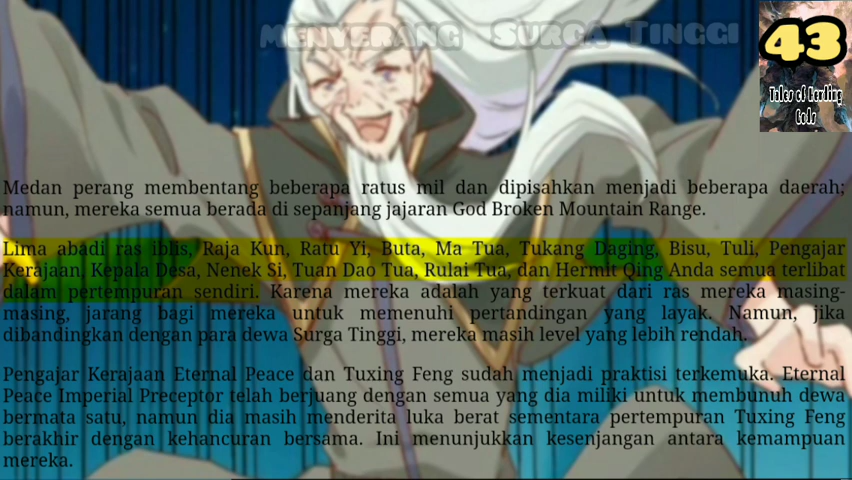 MENYERANG SURGA TINGGI
43
Tales of Herding
Gods
Medan perang membentang beberapa ratus mil dan dipisahkan menjadi beberapa daerah;
namun, mereka semua berada di sepanjang jajaran God Broken Mountain Range.
Lima abadi ras iblis, Raja Kun, Ratu Yi, Buta, Ma Tua, Tukang Daging, Bisu, Tuli, Pengajar
Kerajaan, Kepala Desa, Nenek Si, Tuan Dao Tua, Rulai Tua, dan Hermit Qing Anda semua terlibat
dalam pertempuran sendiri. Karena mereka adalah yang terkuat dari ras mereka masing-
masing, jarang bagi mereka untuk memenuhi pertandingan yang layak. Namun, jika
dibandingkan dengan para dewa Surga Tinggi, mereka masih level yang lebih rendah.
Pengajar Kerajaan Eternal Peace dan Tuxing Feng sudah menjadi praktisi terkemuka. Eternal
Peace Imperial Preceptor telah berjuang dengan semua yang dia miliki untuk membunuh dewa
bermata satu, namun dia masih menderita luka berat sementara pertempuran Tuxing Feng
berakhir dengan kehancuran bersama. Ini menunjukkan kesenjangan antara kemampuan
mereka.